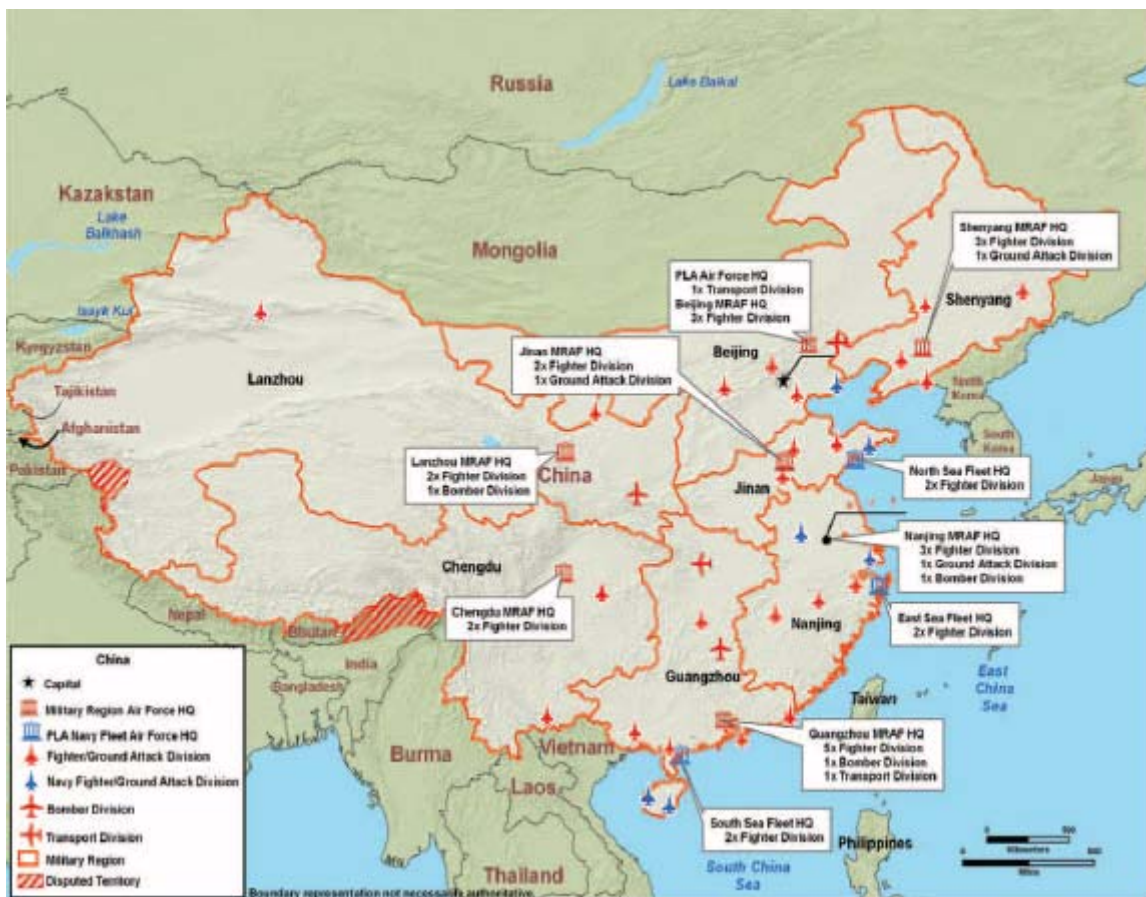 Russia
Lake Baikal
Kazakstan
Lake
Balkhash
Mongolia
Shenyang MRAF HQ
3x Fighter Division
1x Ground Attack Division
PLA Air Force HQ
1x Transport Division
Beijing MRAF HQ
3x Fighter Division
Shenyang
Issyk Kul
Kyrgyzstan
Jinan MRAF HQ
2x Fighter Division
1x Ground Attack Division
Beijing
Lanzhou
Tajikistan
Afghanistan
Pakistan
North
Korea
South
Korea
Japan
Lanzhou MRAF HQ
2x Fighter Division
1x Bomber Division
China
Jinan
North Sea Fleet HQ
2x Fighter Division
Nanjing MRAF HQ
3x Fighter Division
1x Ground Attack Division
1x Bomber Division
Chengdu
Chengdu MRAF HQ
2x Fighter Division
Nepal
Bhutan
Nanjing
East Sea Fleet HQ
2x Fighter Division
India
Bangladesh
Guangzhou
East
China
Sea
Taiwan
Burma
Vietnam
Laos
Guangzhou MRAF HQ
5x Fighter Division
1x Bomber Division
1x Transport Division
South Sea Fleet HQ
2x Fighter Division
Thailand
South China
Sea
Philippines
0
500
Kilometers
0
500
Miles
China
Capital
Military Region Air Force HQ
PLA Navy Fleet Air Force HQ
Fighter/Ground Attack Division
Navy Fighter/Ground Attack Division
Bomber Division
Transport Division
Military Region
Disputed Territory
Boundary representation not necessarily authoritative.